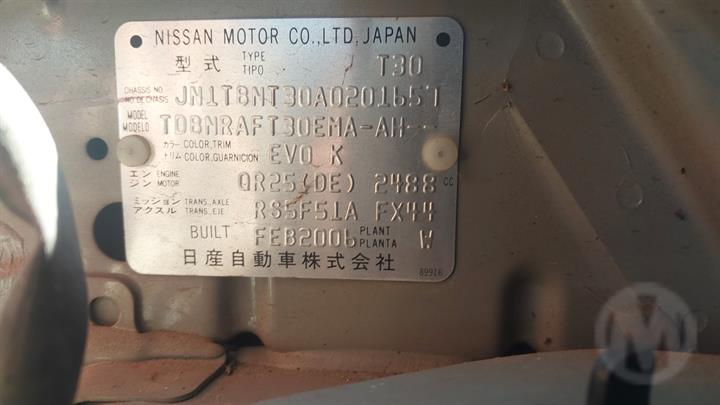 NISSAN MOTOR CO.,LTD. JAPAN
型式 TYPE TIPO T30
CHASSIS NO. NO. DE CHASIS JN1T8NT30A0201657
MODEL MODELO TDBNRAFT30EMA-AH--
カラー COLOR,TRIM トリム COLOR,GUARNICION EVO K
エンジン ENGINE MOTOR QR25(DE) 2488 CC
ミッション アクスル TRANS.,AXLE TRANS.,EJE RS5F51A FX44
BUILT FEB2006 PLANT PLANTA W
日産自動車株式会社
89916
M